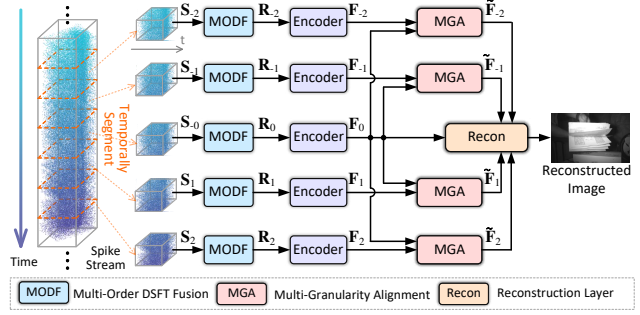 S-2 MODF R-2 Encoder F-2 MGA F̃-2
t
S-1 MODF R-1 Encoder F-1 MGA F̃-1
Temporally
Segment
S-0 MODF R0 Encoder F0 Recon
Reconstructed
Image
S1 MODF R1 Encoder F1 MGA F̃1
S2 MODF R2 Encoder F2 MGA F̃2
Time
Spike
Stream
MODF Multi-Order DSFT Fusion MGA Multi-Granularity Alignment Recon Reconstruction Layer